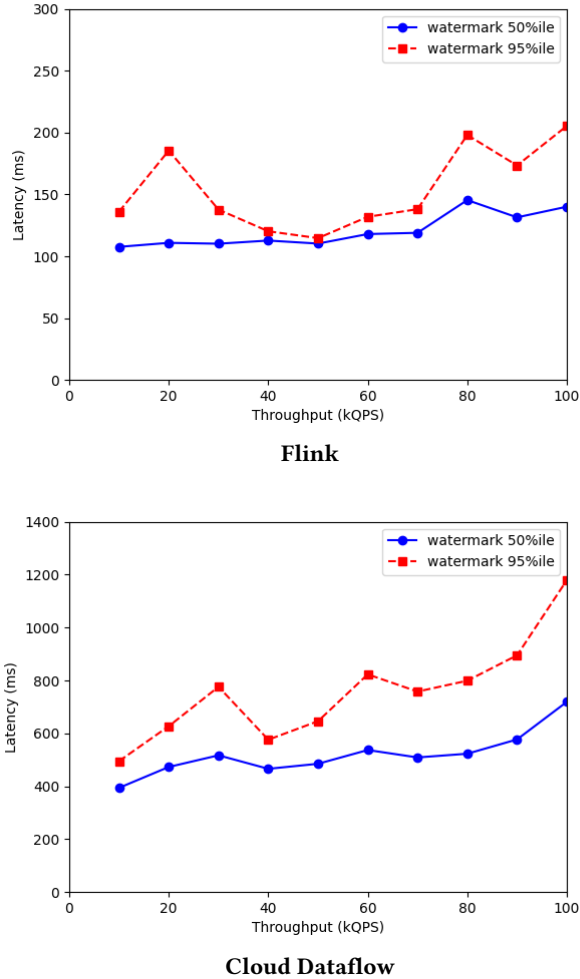 300
250
200
150
100
50
0
Latency (ms)
watermark 50%ile
watermark 95%ile
0 20 40 60 80 100
Throughput (kQPS)
Flink
1400
1200
1000
800
600
400
200
0
Latency (ms)
watermark 50%ile
watermark 95%ile
0 20 40 60 80 100
Throughput (kQPS)
Cloud Dataflow